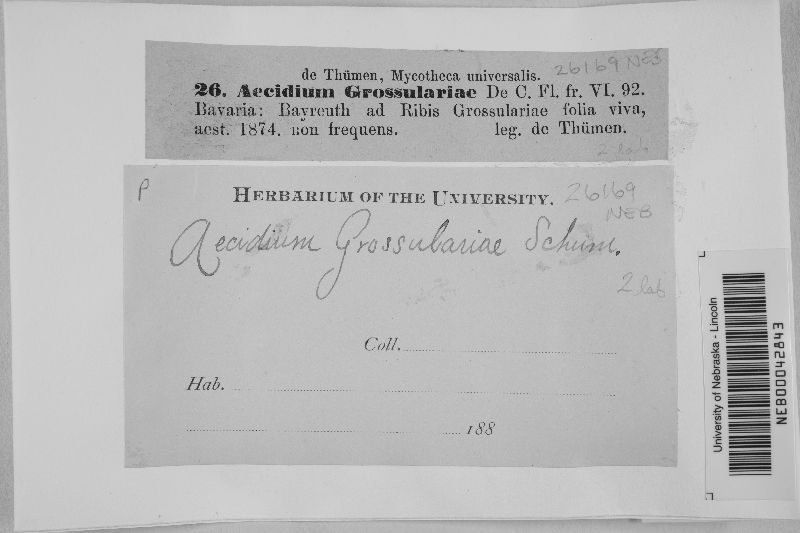 de Thümen, Mycotheca universalis. 26169 NEB
26. Aecidium Grossulariae De C. Fl. fr. VI. 92.
Bavaria: Bayreuth ad Ribis Grossulariae folia viva,
aest. 1874. non frequens. leg. de Thümen.
2 lab
P
HERBARIUM OF THE UNIVERSITY. 26169
NEB
Aecidium Grossulariae Schum.
2 lab
Coll.
Hab.
188
University of Nebraska - Lincoln
NEB00042843